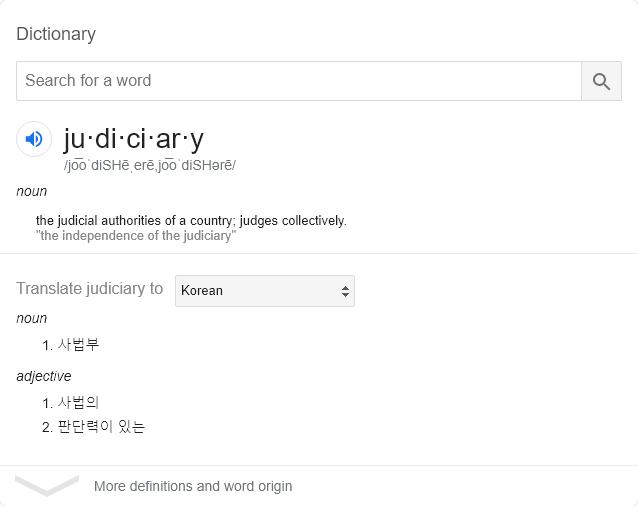 Dictionary
Search for a word
ju·di·ci·ar·y
/jo͞oˈdiSHēˌerē,jo͞oˈdiSHərē/
noun
the judicial authorities of a country; judges collectively.
"the independence of the judiciary"
Translate judiciary to Korean
noun
1. 사법부
adjective
1. 사법의
2. 판단력이 있는
More definitions and word origin